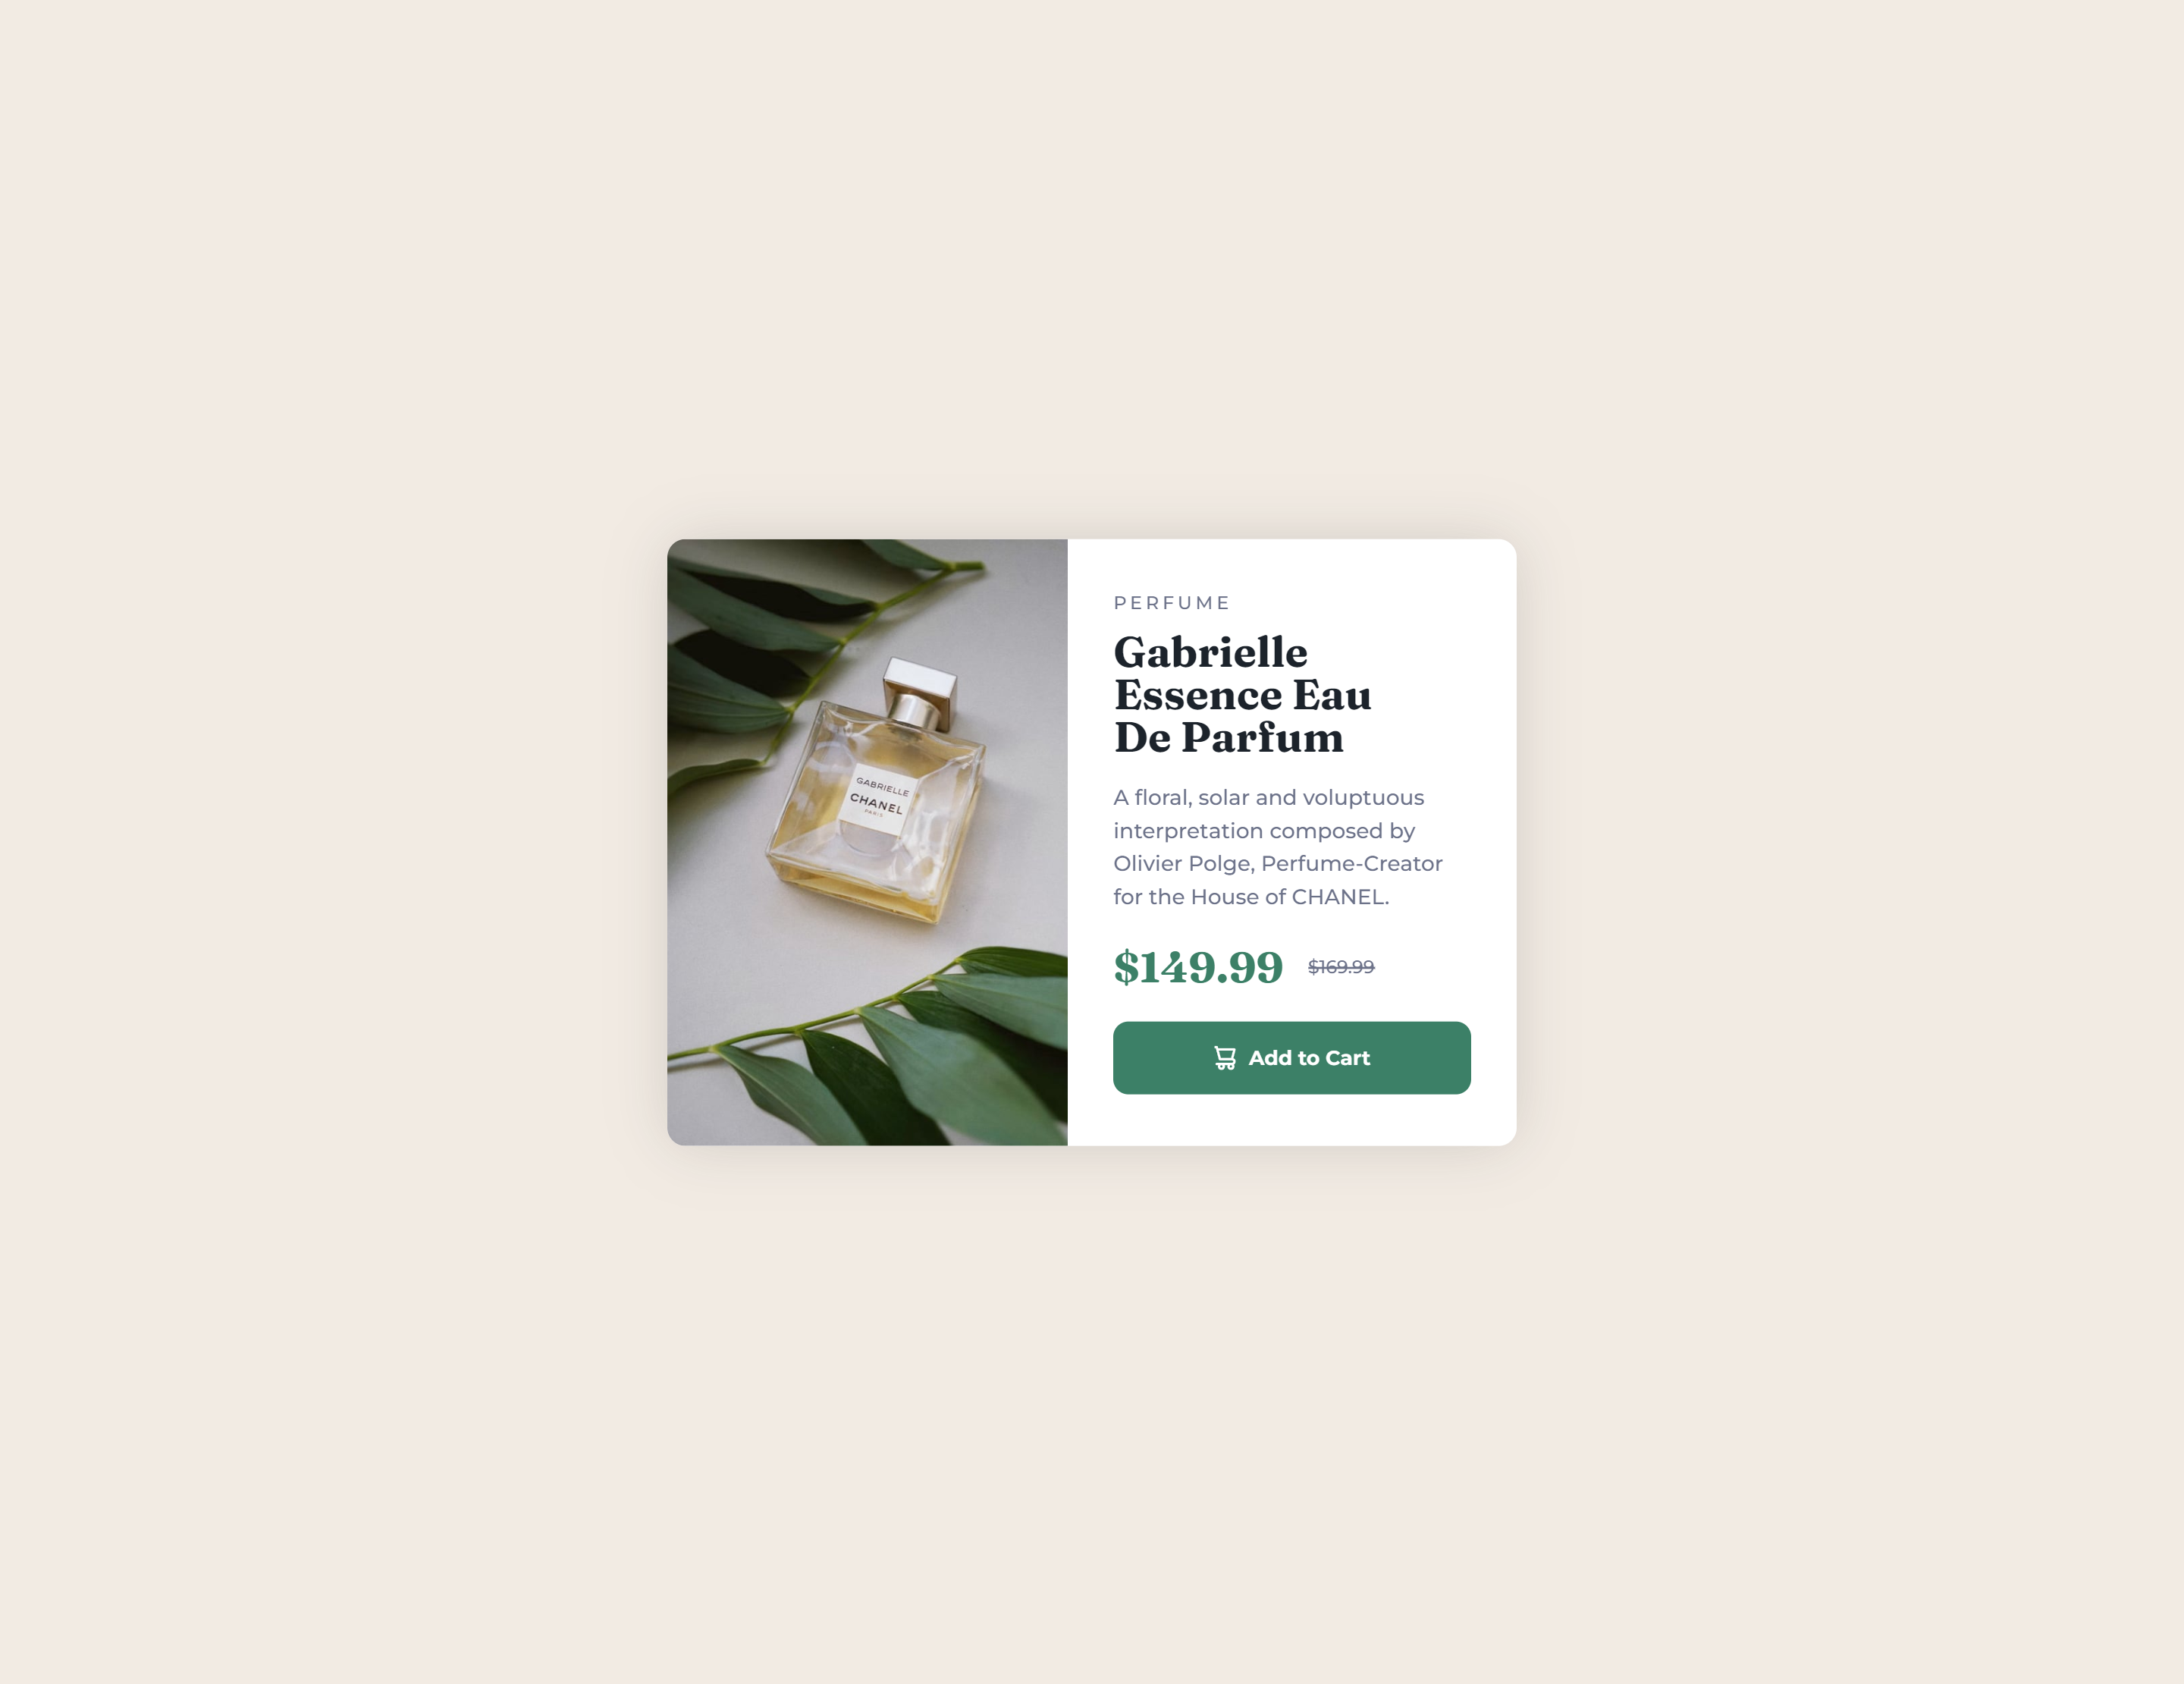 GABRIELLE
CHANEL
PARIS
PERFUME
Gabrielle
Essence Eau
De Parfum
A floral, solar and voluptuous
interpretation composed by
Olivier Polge, Perfume-Creator
for the House of CHANEL.
$149.99 $169.99
Add to Cart